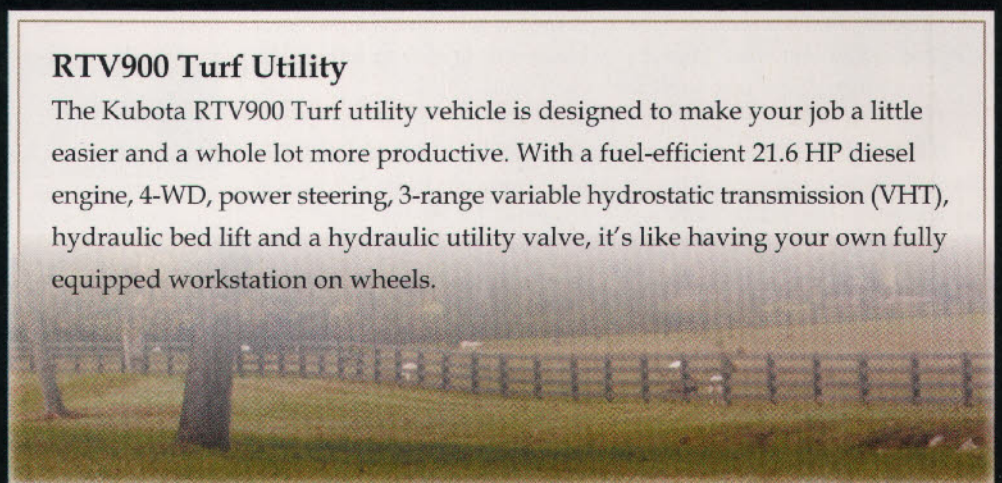 RTV900 Turf Utility
The Kubota RTV900 Turf utility vehicle is designed to make your job a little
easier and a whole lot more productive. With a fuel-efficient 21.6 HP diesel
engine, 4-WD, power steering, 3-range variable hydrostatic transmission (VHT),
hydraulic bed lift and a hydraulic utility valve, it's like having your own fully
equipped workstation on wheels.